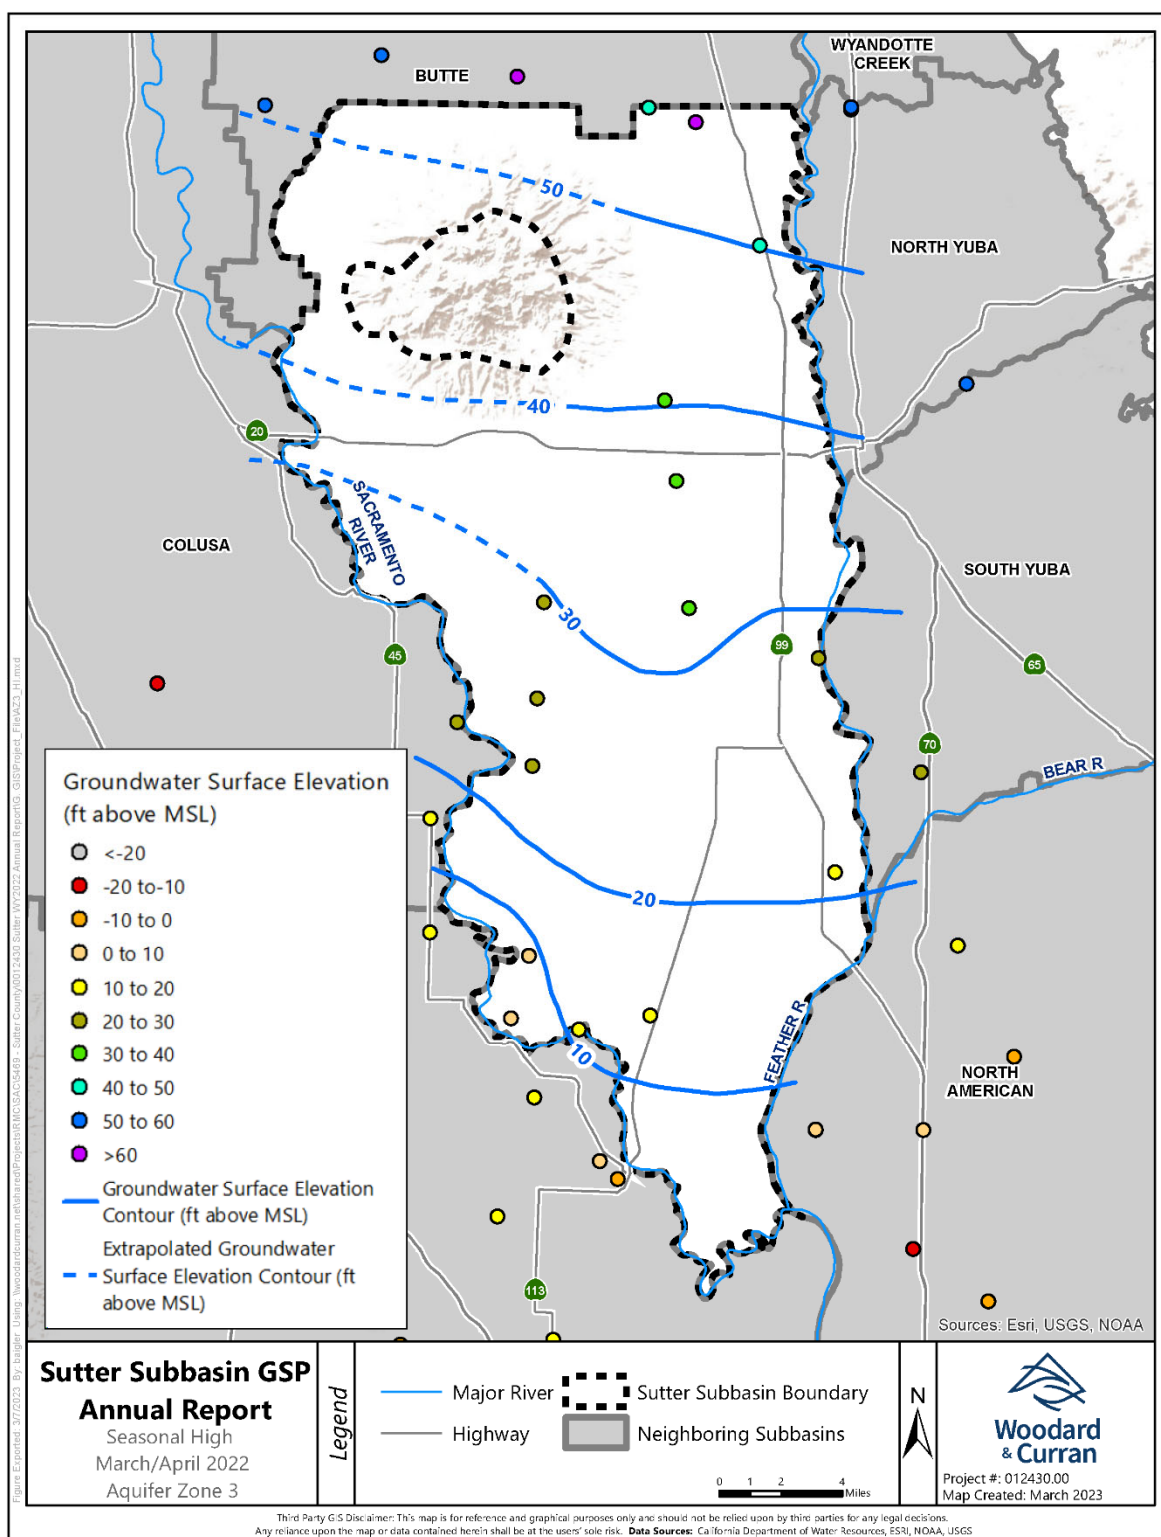 WYANDOTTE
CREEK
BUTTE
50
NORTH YUBA
40
20
SACRAMENTO
RIVER
COLUSA
SOUTH YUBA
30
99
45
65
70
BEAR R
Groundwater Surface Elevation
(ft above MSL)
<-20
-20 to-10
-10 to 0
0 to 10
10 to 20
20 to 30
30 to 40
40 to 50
50 to 60
>60
Groundwater Surface Elevation
Contour (ft above MSL)
Extrapolated Groundwater
Surface Elevation Contour (ft
above MSL)
20
10
FEATHER R
NORTH
AMERICAN
113
Sources: Esri, USGS, NOAA
Sutter Subbasin GSP
Annual Report
Seasonal High
March/April 2022
Aquifer Zone 3
Legend
Major River
Highway
Sutter Subbasin Boundary
Neighboring Subbasins
0 1 2 4
Miles
N
Woodard
& Curran
Project #: 012430.00
Map Created: March 2023
Third Party GIS Disclaimer: This map is for reference and graphical purposes only and should not be relied upon by third parties for any legal decisions.
Any reliance upon the map or data contained herein shall be at the users' sole risk. Data Sources: California Department of Water Resources, ESRI, NOAA, USGS